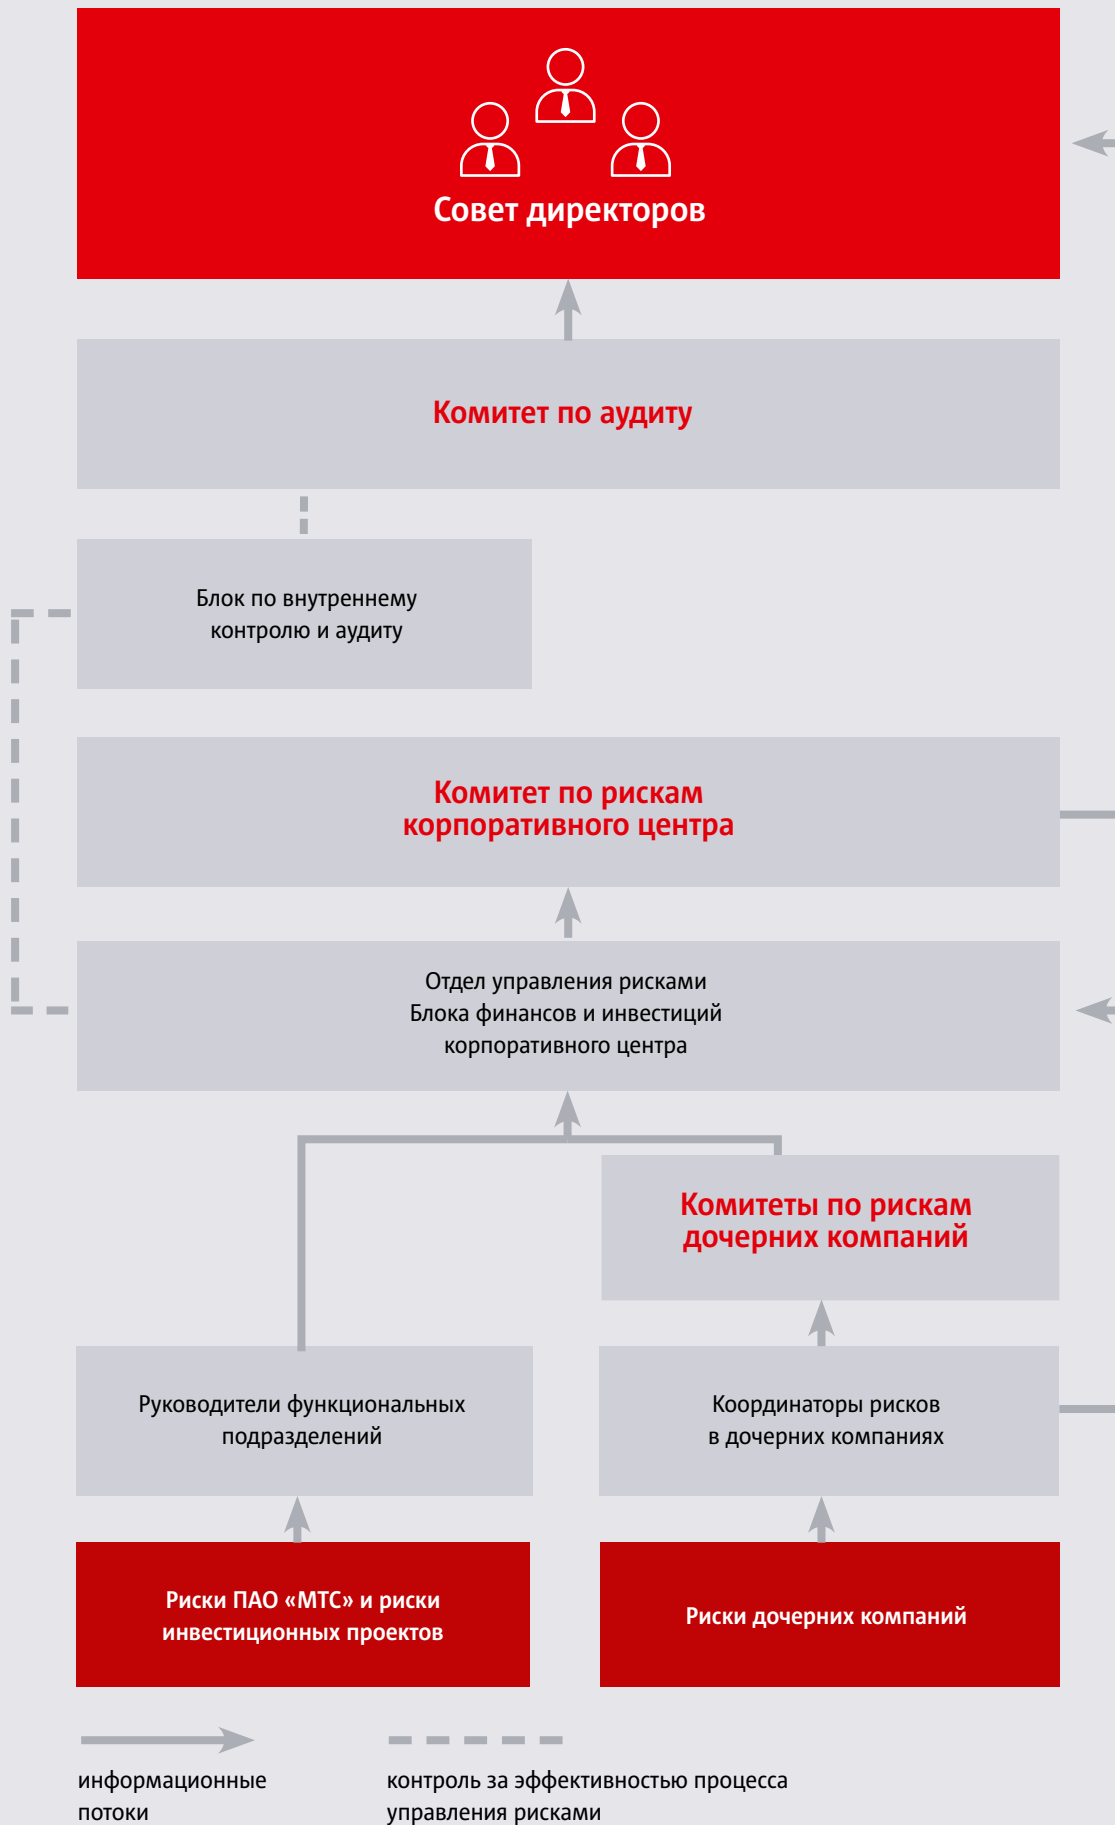 Совет директоров
Комитет по аудиту
Блок по внутреннему
контролю и аудиту
Комитет по рискам
корпоративного центра
Отдел управления рисками
Блока финансов и инвестиций
корпоративного центра
Комитеты по рискам
дочерних компаний
Руководители функциональных
подразделений
Координаторы рисков
в дочерних компаниях
Риски ПАО «МТС» и риски
инвестиционных проектов
Риски дочерних компаний
информационные
потоки
контроль за эффективностью процесса
управления рисками